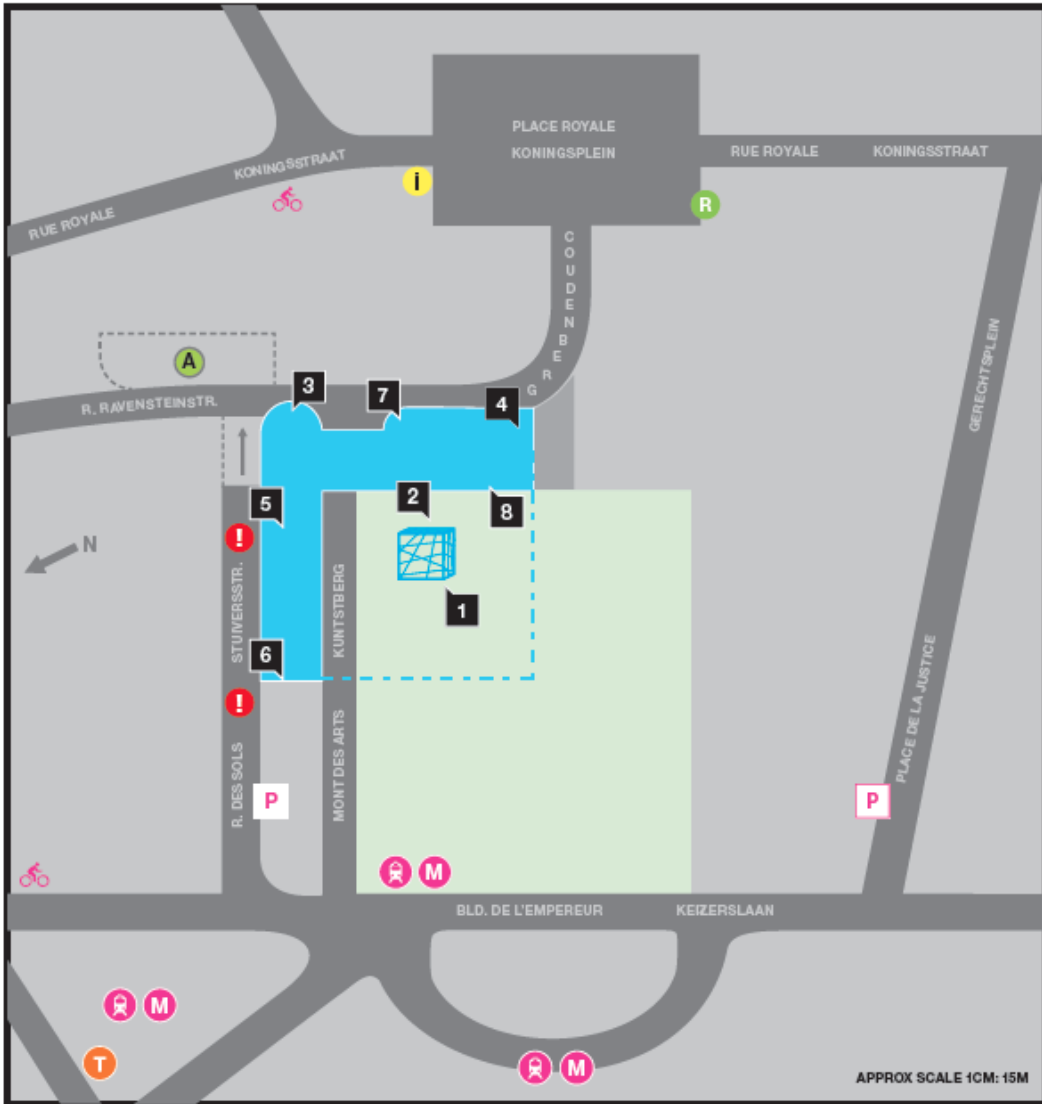 PLACE ROYALE
KONINGSPLEIN
RUE ROYALE KONINGSSTRAAT
RUE ROYALE KONINGSSTRAAT
i
R
COUDENBERG
A
R. RAVENSTEINSTR.
3
7
4
5
2
8
!
N
1
STUIVERSSTR.
KUNTSTBERG
GERECHTSPLEIN
6
!
R. DES SOLS
MONT DES ARTS
PLACE DE LA JUSTICE
P
P
M
BLD. DE L'EMPEREUR KEIZERSLAAN
M
T
M
APPROX SCALE 1CM: 15M